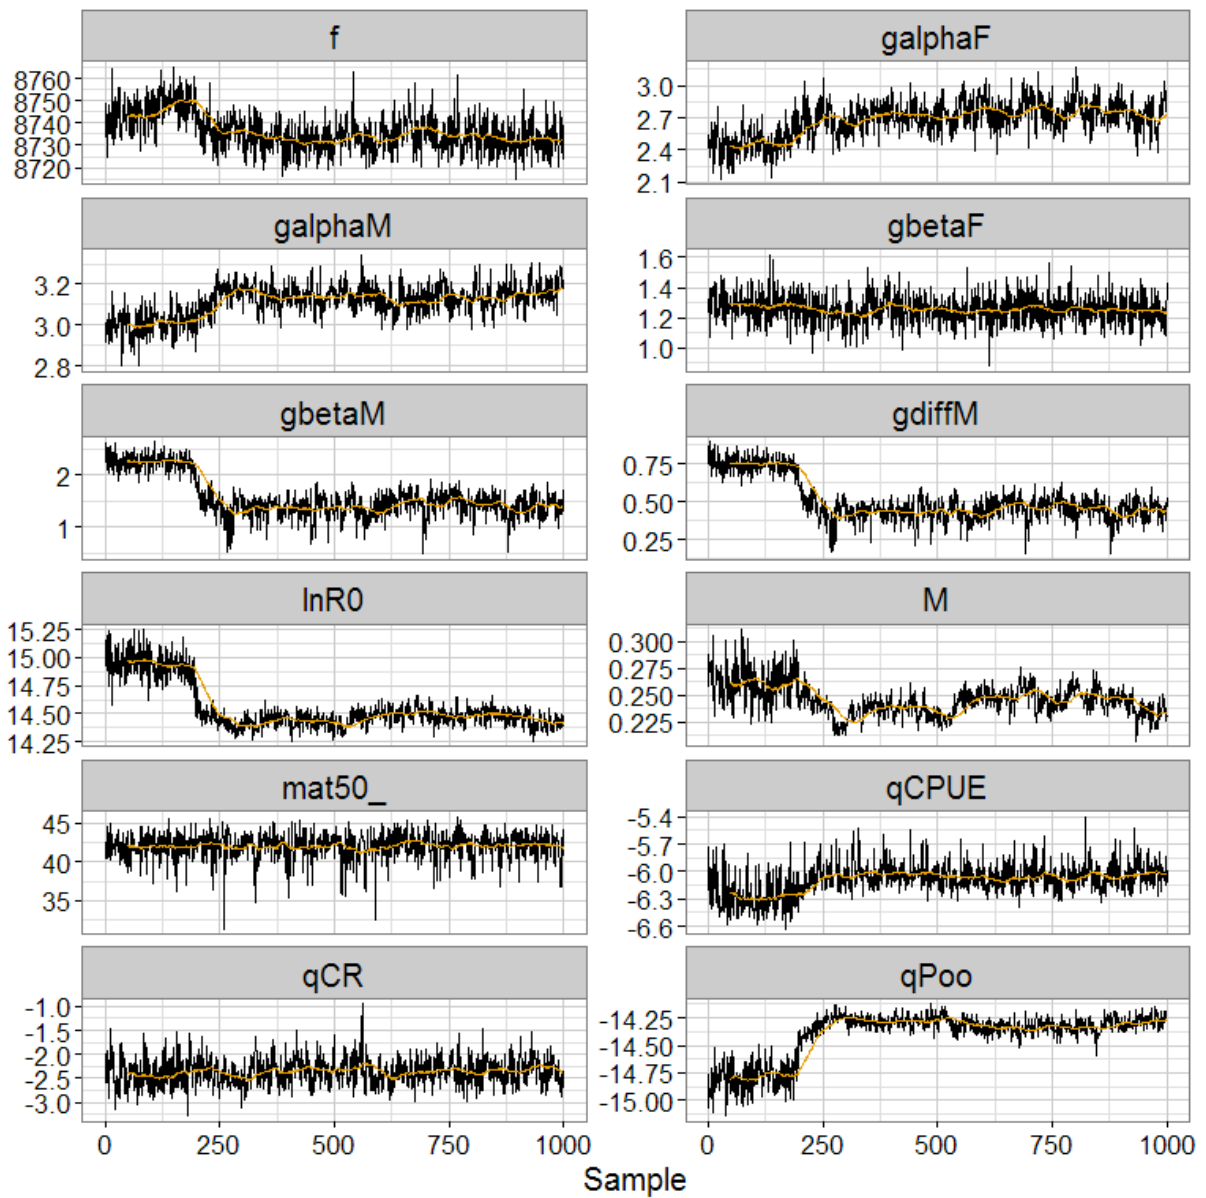 f galphaF
8760 8750 8740 8730 8720
3.0 2.7 2.4 2.1
galphaM gbetaF
3.2 3.0 2.8
1.6 1.4 1.2 1.0
gbetaM gdiffM
2 1
0.75 0.50 0.25
lnR0 M
15.25 15.00 14.75 14.50 14.25
0.300 0.275 0.250 0.225
mat50_ qCPUE
45 40 35
-5.4 -5.7 -6.0 -6.3 -6.6
qCR qPoo
-1.0 -1.5 -2.0 -2.5 -3.0
-14.25 -14.50 -14.75 -15.00
0 250 500 750 1000 0 250 500 750 1000
Sample